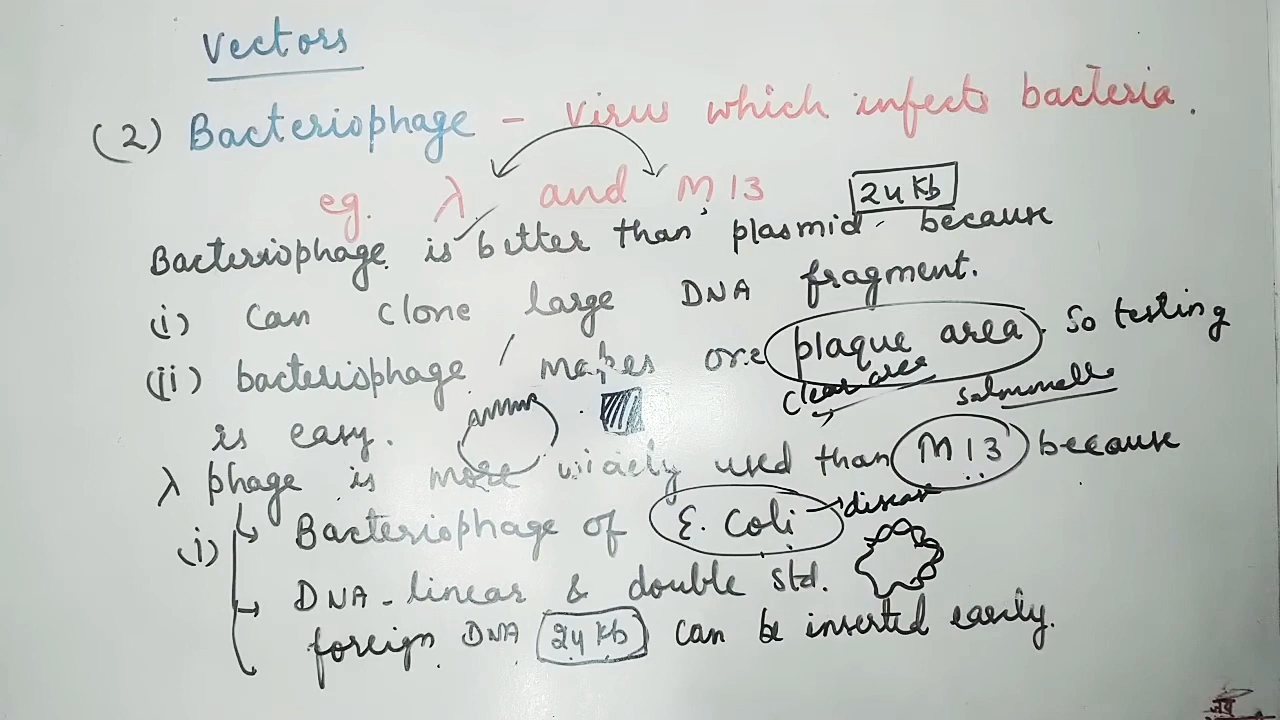 Vectors
(2) Bacteriophage - virus which infects bacteria.
eg. λ and M13 24 Kb
Bacteriophage is better than plasmid because
(i) can clone large DNA fragment.
(ii) bacteriophage makes one plaque area. So testing
clear area salmonella
is easy.
λ phage is more widely used than M13 because
(i) Bacteriophage of E. coli disease
DNA - linear & double std.
foreign DNA 24 Kb can be inserted easily.